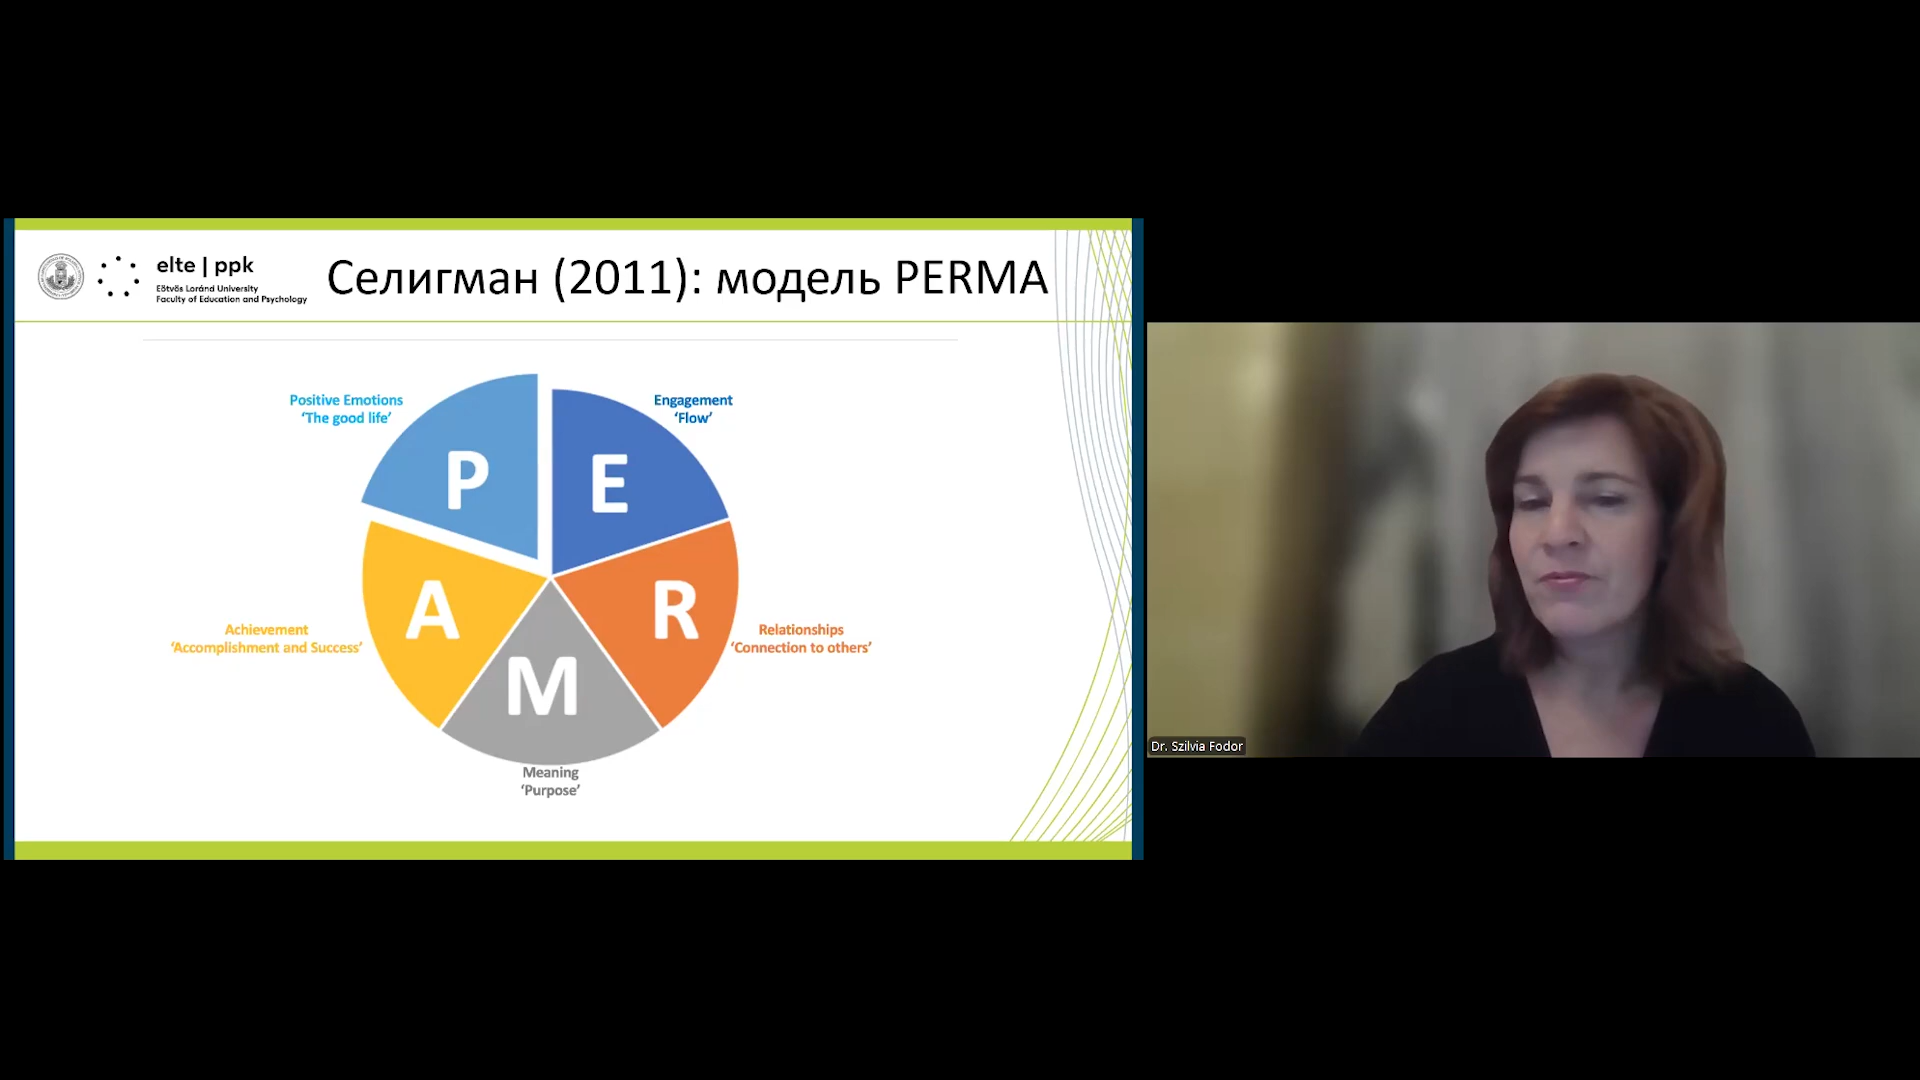 elte | ppk
Eötvös Loránd University
Faculty of Education and Psychology
Селигман (2011): модель PERMA
Positive Emotions
‘The good life’
Engagement
‘Flow’
P
E
A
R
M
Achievement
‘Accomplishment and Success’
Relationships
‘Connection to others’
Meaning
‘Purpose’
Dr. Szilvia Fodor